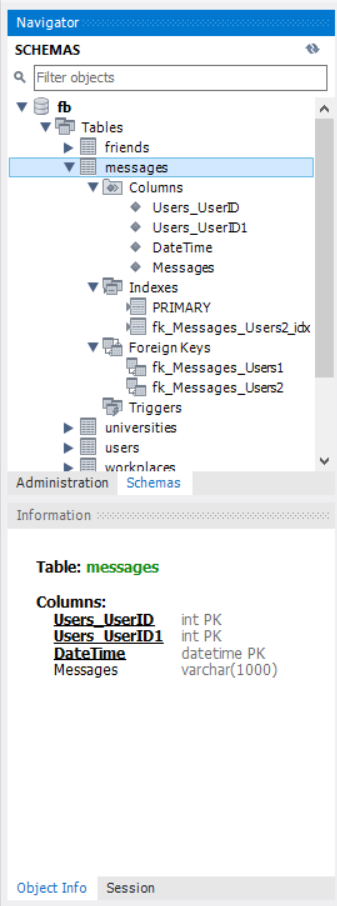 Navigator
SCHEMAS
Filter objects
fb
Tables
friends
messages
Columns
Users_UserID
Users_UserID1
DateTime
Messages
Indexes
PRIMARY
fk_Messages_Users2_idx
Foreign Keys
fk_Messages_Users1
fk_Messages_Users2
Triggers
universities
users
workplaces
Administration Schemas
Information
Table: messages
Columns:
Users_UserID int PK
Users_UserID1 int PK
DateTime datetime PK
Messages varchar(1000)
Object Info Session